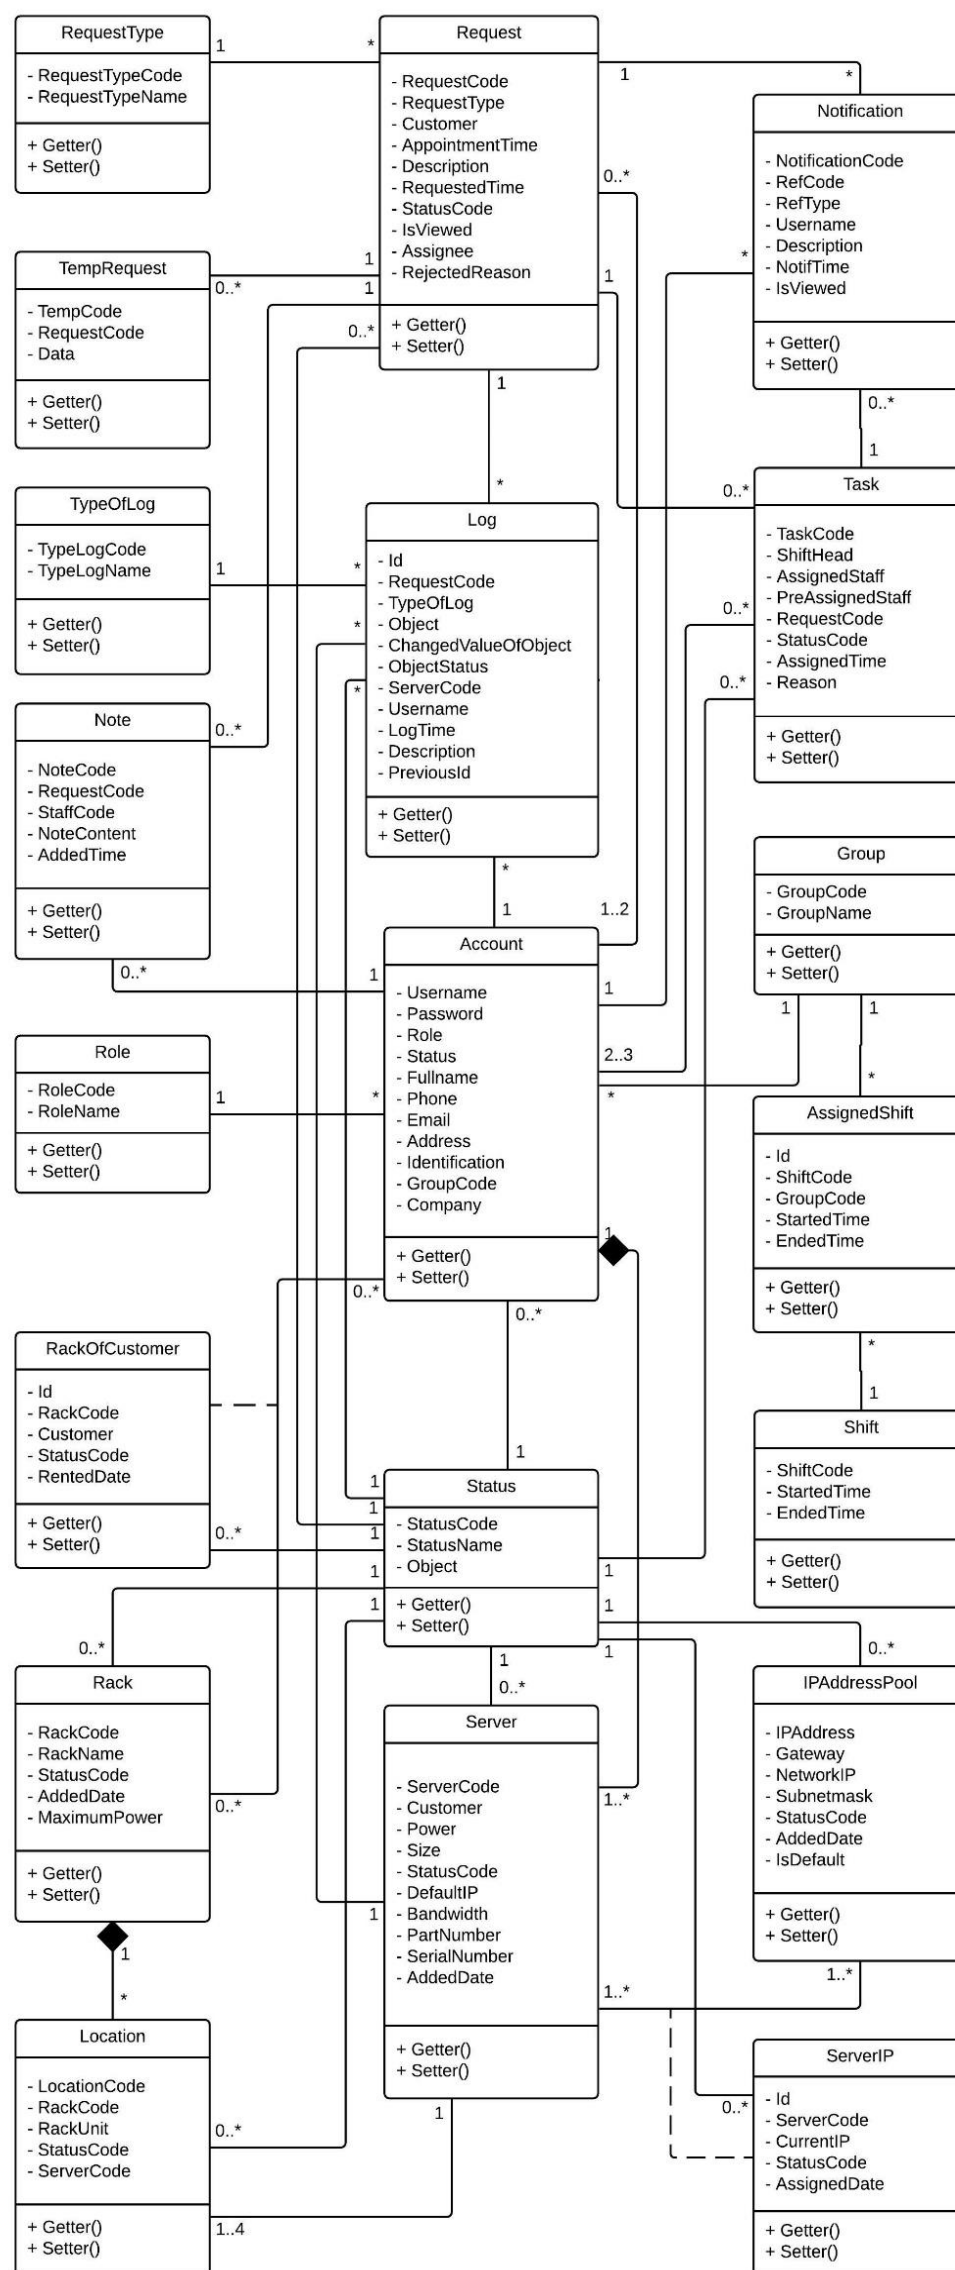 RequestType
- RequestTypeCode
- RequestTypeName
+ Getter()
+ Setter()
1
*
Request
- RequestCode
- RequestType
- Customer
- AppointmentTime
- Description
- RequestedTime
- StatusCode
- IsViewed
- Assignee
- RejectedReason
+ Getter()
+ Setter()
1
*
0..*
Notification
- NotificationCode
- RefCode
- RefType
- Username
- Description
- NotifTime
- IsViewed
+ Getter()
+ Setter()
*
TempRequest
- TempCode
- RequestCode
- Data
+ Getter()
+ Setter()
1
0..*
1
0..*
1
1
*
0..*
1
0..*
Task
- TaskCode
- ShiftHead
- AssignedStaff
- PreAssignedStaff
- RequestCode
- StatusCode
- AssignedTime
- Reason
+ Getter()
+ Setter()
0..*
0..*
TypeOfLog
- TypeLogCode
- TypeLogName
+ Getter()
+ Setter()
1
*
*
*
Log
- Id
- RequestCode
- TypeOfLog
- Object
- ChangedValueOfObject
- ObjectStatus
- ServerCode
- Username
- LogTime
- Description
- PreviousId
+ Getter()
+ Setter()
*
1
1..2
Note
- NoteCode
- RequestCode
- StaffCode
- NoteContent
- AddedTime
+ Getter()
+ Setter()
0..*
0..*
1
Group
- GroupCode
- GroupName
+ Getter()
+ Setter()
1
1
*
Account
- Username
- Password
- Role
- Status
- Fullname
- Phone
- Email
- Address
- Identification
- GroupCode
- Company
+ Getter()
+ Setter()
1
2..3
*
1
0..*
0..*
1
Role
- RoleCode
- RoleName
+ Getter()
+ Setter()
1
*
AssignedShift
- Id
- ShiftCode
- GroupCode
- StartedTime
- EndedTime
+ Getter()
+ Setter()
*
1
RackOfCustomer
- Id
- RackCode
- Customer
- StatusCode
- RentedDate
+ Getter()
+ Setter()
0..*
Shift
- ShiftCode
- StartedTime
- EndedTime
+ Getter()
+ Setter()
Status
- StatusCode
- StatusName
- Object
+ Getter()
+ Setter()
1
1
1
1
1
1
1
1
1
0..*
0..*
0..*
Rack
- RackCode
- RackName
- StatusCode
- AddedDate
- MaximumPower
+ Getter()
+ Setter()
0..*
1
*
Server
- ServerCode
- Customer
- Power
- Size
- StatusCode
- DefaultIP
- Bandwidth
- PartNumber
- SerialNumber
- AddedDate
+ Getter()
+ Setter()
1..*
1
1..*
1
IPAddressPool
- IPAddress
- Gateway
- NetworkIP
- Subnetmask
- StatusCode
- AddedDate
- IsDefault
+ Getter()
+ Setter()
1..*
Location
- LocationCode
- RackCode
- RackUnit
- StatusCode
- ServerCode
+ Getter()
+ Setter()
0..*
1..4
ServerIP
- Id
- ServerCode
- CurrentIP
- StatusCode
- AssignedDate
+ Getter()
+ Setter()
0..*